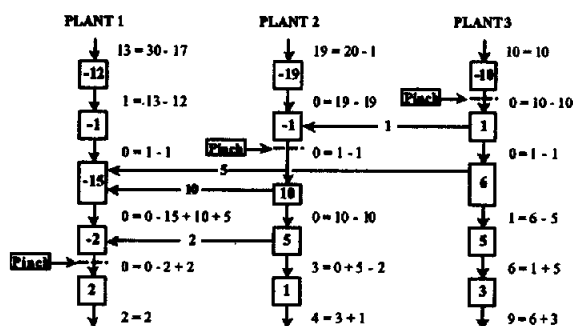 PLANT 1 PLANT 2 PLANT 3
13 = 30 - 17 19 = 20 - 1 10 = 10
-12 -19 -10
Pinch
1 = 13 - 12 0 = 19 - 19 0 = 10 - 10
-1 -1 1 1
Pinch
0 = 1 - 1 0 = 1 - 1 0 = 1 - 1
5
-15 10 10 6
0 = 0 - 15 + 10 + 5 0 = 10 - 10 1 = 6 - 5
-2 2 5 5
Pinch
0 = 0 - 2 + 2 3 = 0 + 5 - 2 6 = 1 + 5
2 1 3
2 = 2 4 = 3 + 1 9 = 6 + 3